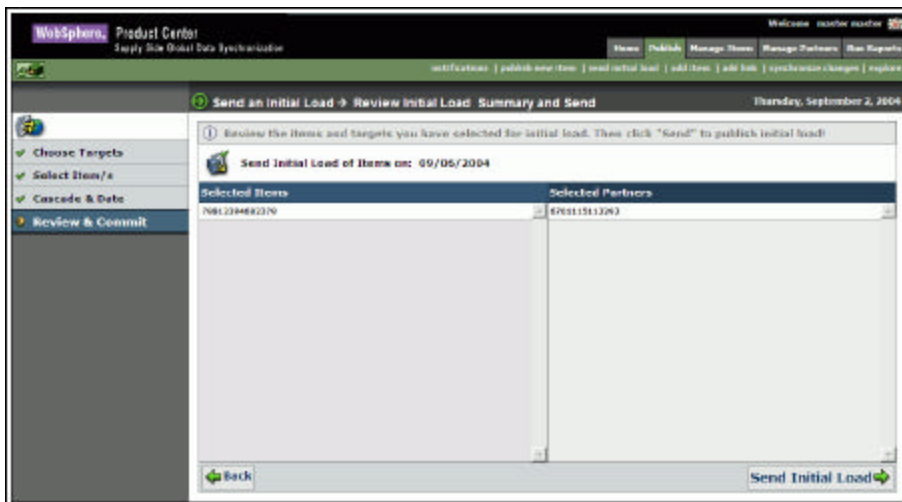 WebSphere. Product Center
Supply Side Global Data Synchronization
Welcome master master
Home Publish Manage Items Manage Partners Run Reports
notifications | publish new item | send initial load | add item | add link | synchronize changes | explore
Send an Initial Load → Review Initial Load Summary and Send
Thursday, September 2, 2004
Review the items and targets you have selected for initial load. Then click "Send" to publish initial load!
Choose Targets
Select Item/s
Cascade & Date
Review & Commit
Send Initial Load of Items on: 09/06/2004
Selected Items
Selected Partners
Back
Send Initial Load